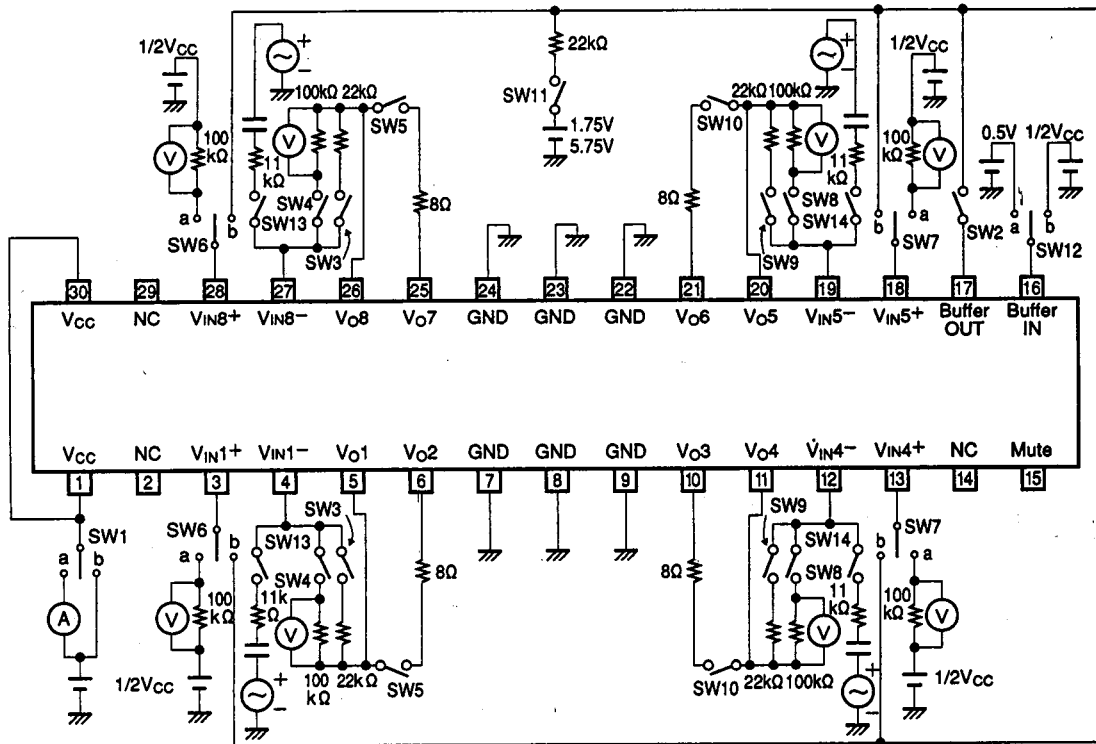 1/2VCC
+
−
22kΩ
SW11
1.75V
5.75V
100kΩ 22kΩ
SW5
V
100
kΩ
11
kΩ
V
SW4
SW13
SW3
8Ω
a
b
SW6
+
−
1/2VCC
22kΩ 100kΩ
SW10
V
11
kΩ
100
kΩ
V
0.5V
1/2VCC
8Ω
SW8
SW14
SW9
b
a
SW7
SW2
a
b
SW12
30 29 28 27 26 25 24 23 22 21 20 19 18 17 16
VCC NC VIN8+ VIN8− VO8 VO7 GND GND GND VO6 VO5 VIN5− VIN5+ Buffer OUT Buffer IN
VCC NC VIN1+ VIN1− VO1 VO2 GND GND GND VO3 VO4 VIN4− VIN4+ NC Mute
1 2 3 4 5 6 7 8 9 10 11 12 13 14 15
SW1
a
b
A
SW6
a
b
V
100
kΩ
1/2VCC
SW3
SW13
SW4
11k
Ω
V
+
−
100
kΩ
22kΩ
SW5
8Ω
8Ω
SW10
SW9
SW14
SW8
11
kΩ
V
22kΩ 100kΩ
+
−
SW7
b
a
100
kΩ
V
1/2VCC